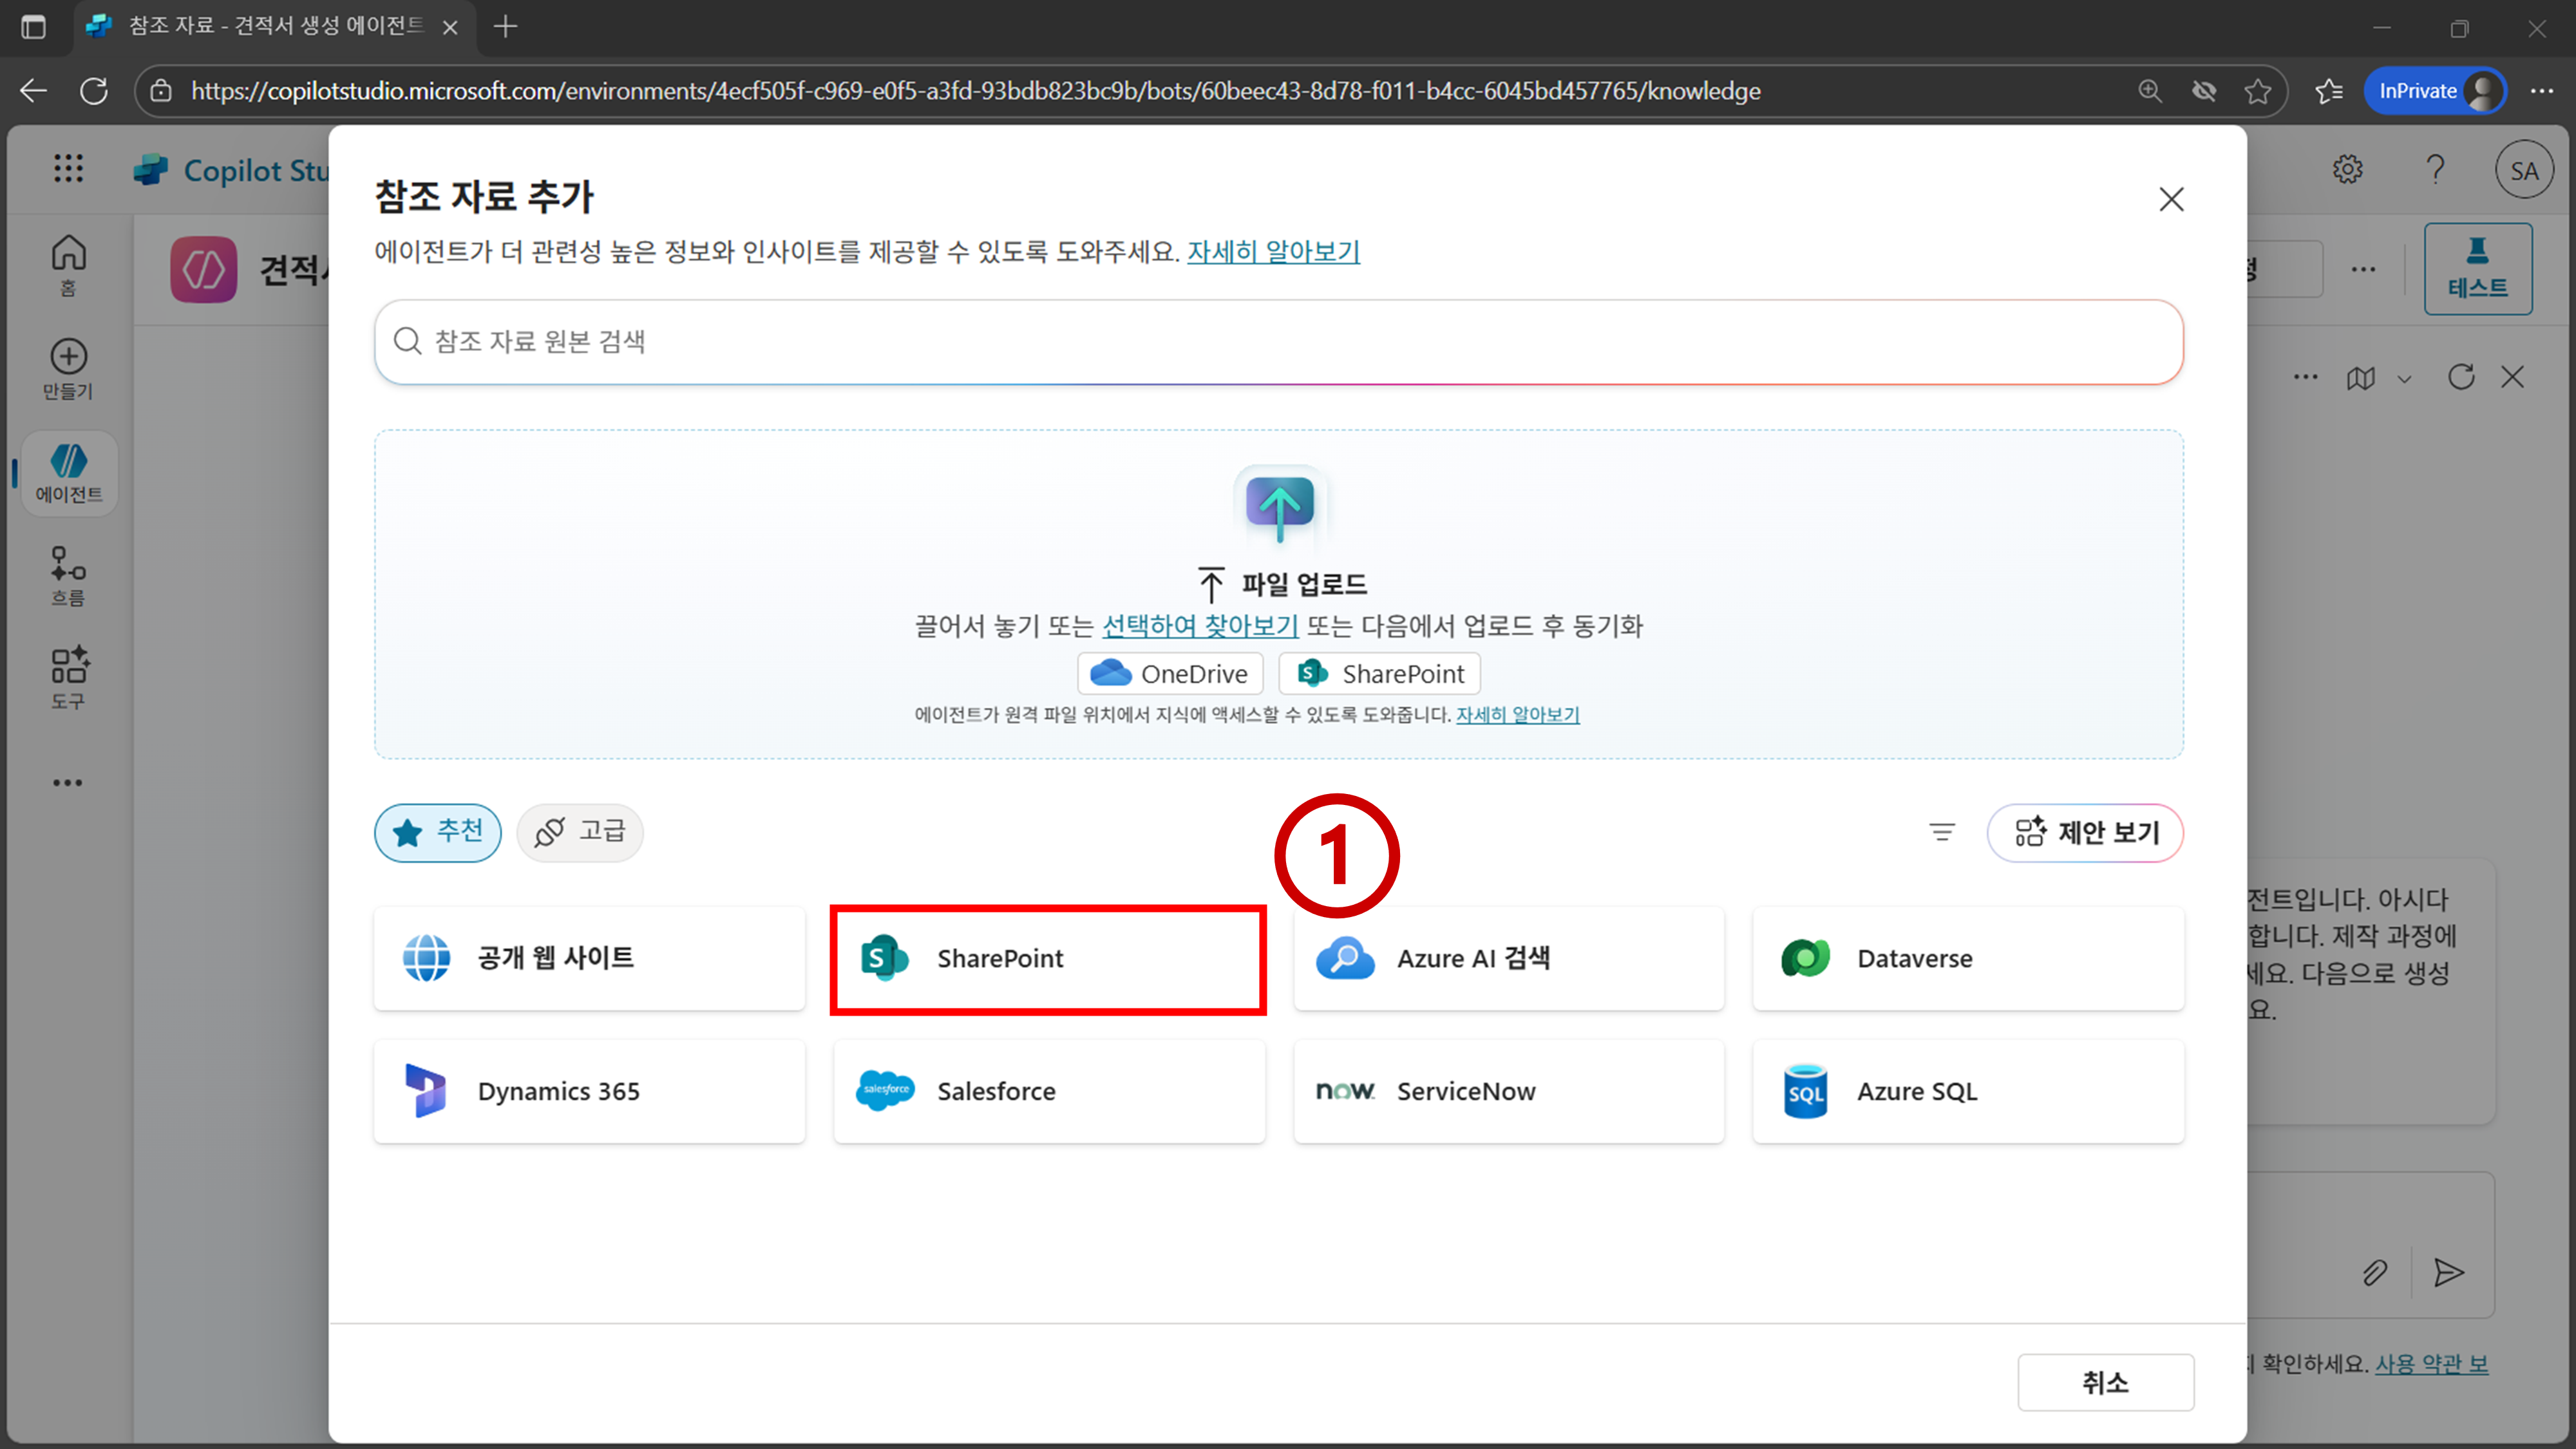 참조 자료 - 견적서 생성 에이전트
https://copilotstudio.microsoft.com/environments/4ecf505f-c969-e0f5-a3fd-93bdb823bc9b/bots/60beec43-8d78-f011-b4cc-6045bd457765/knowledge
InPrivate
Copilot Stu
SA
홈
만들기
에이전트
흐름
도구
견적서
정
테스트
참조 자료 추가
에이전트가 더 관련성 높은 정보와 인사이트를 제공할 수 있도록 도와주세요. 자세히 알아보기
참조 자료 원본 검색
파일 업로드
끌어서 놓기 또는 선택하여 찾아보기 또는 다음에서 업로드 후 동기화
OneDrive
SharePoint
에이전트가 원격 파일 위치에서 지식에 액세스할 수 있도록 도와줍니다. 자세히 알아보기
추천
고급
1
제안 보기
공개 웹 사이트
SharePoint
Azure AI 검색
Dataverse
Dynamics 365
salesforce
Salesforce
now
ServiceNow
SQL
Azure SQL
전트입니다. 아시다
합니다. 제작 과정에
세요. 다음으로 생성
요.
확인하세요. 사용 약관 보
취소